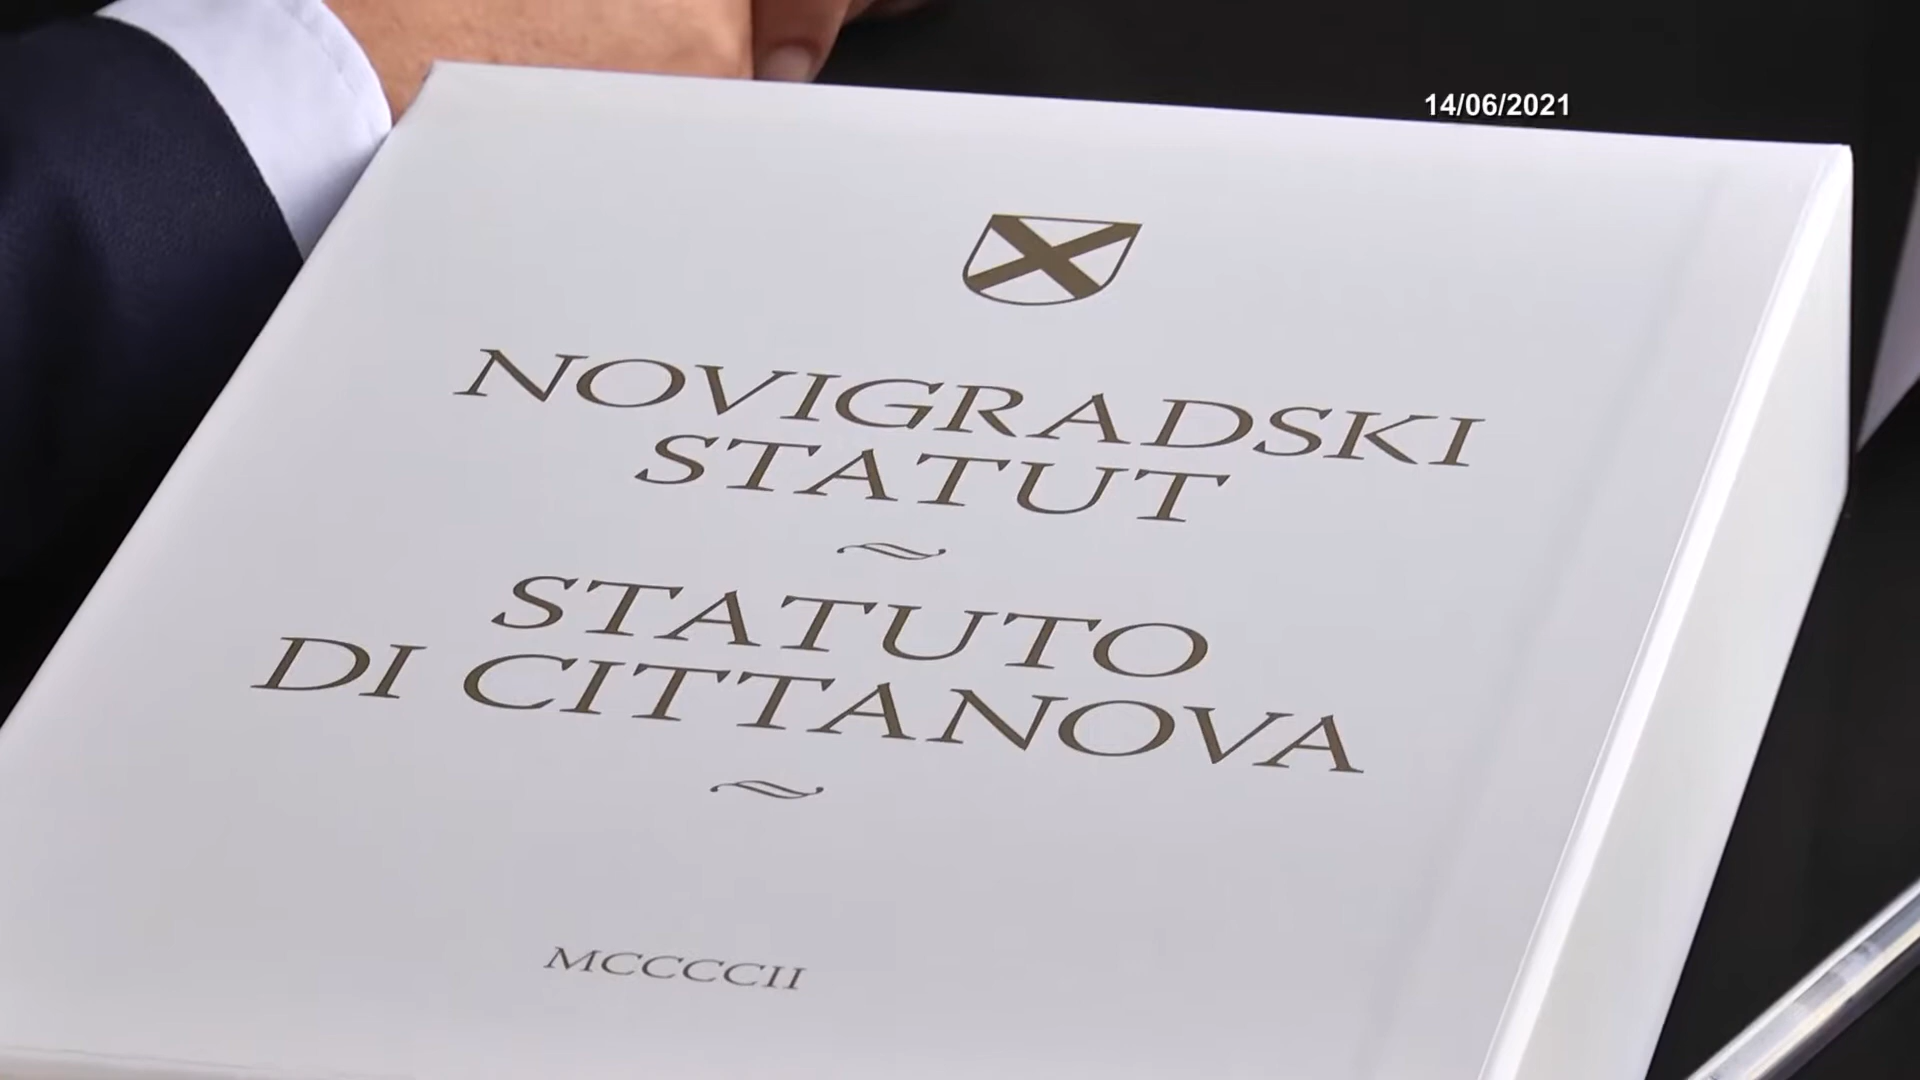 14/06/2021
NOVIGRADSKI
STATUT
~
STATUTO
DI CITTANOVA
~
MCCCCII